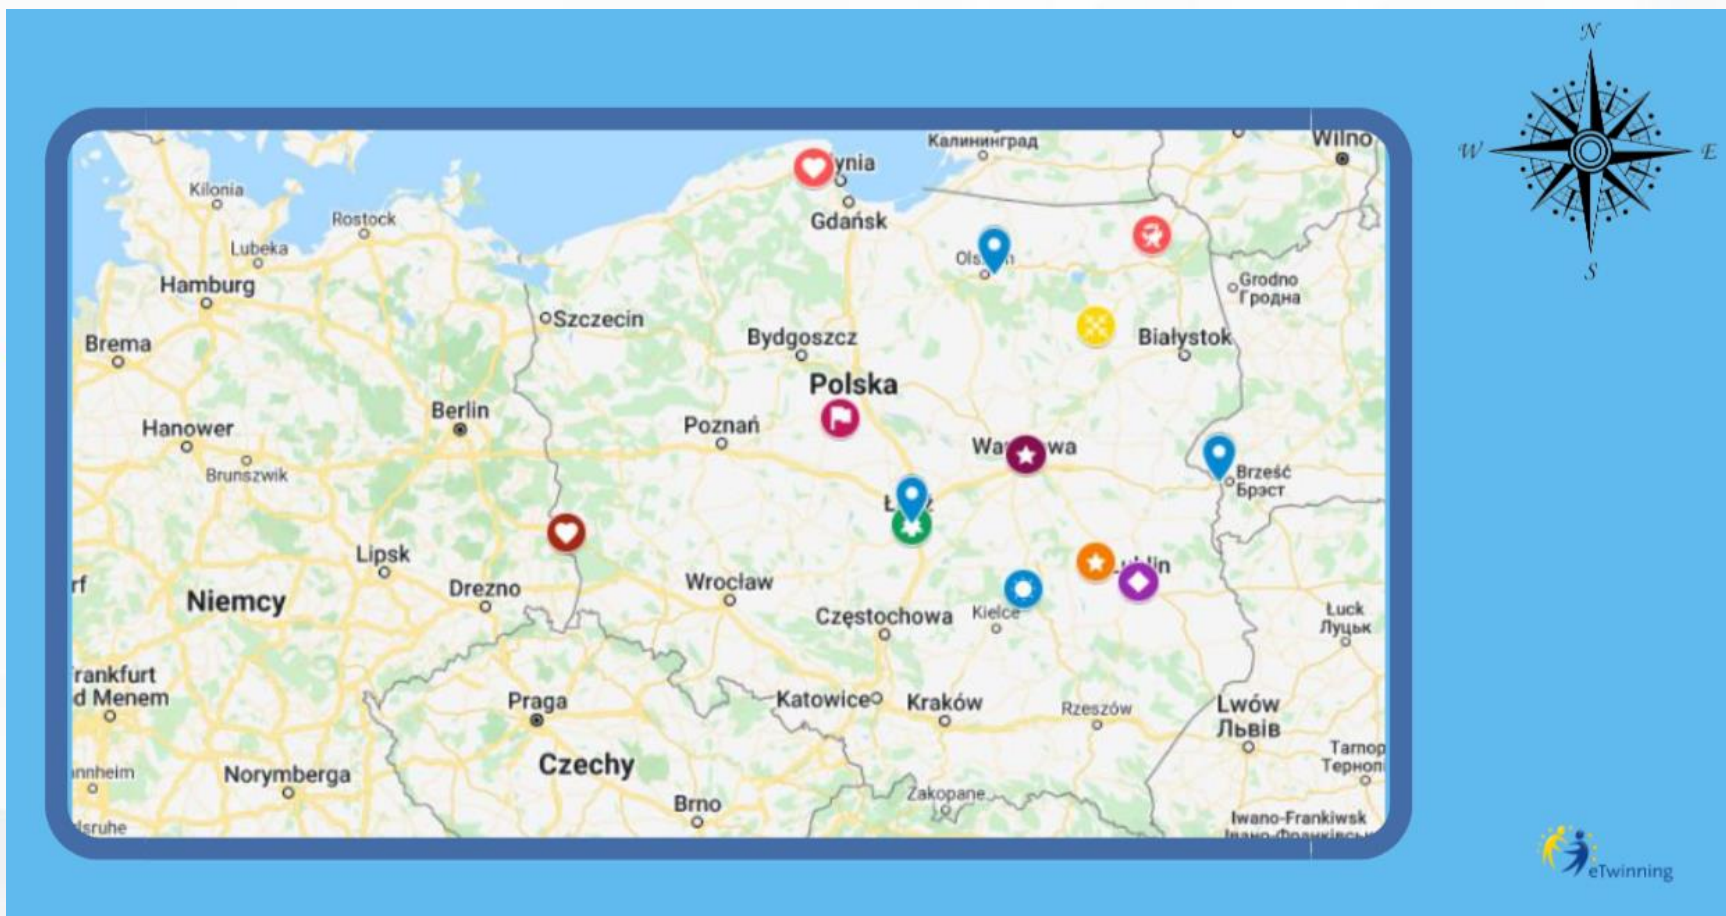 N
W
E
S
Калининград
Wilno
ynia
Kilonia
Gdańsk
Rostock
Lubeka
Hamburg
Grodno
Гродна
Szczecin
Brema
Bydgoszcz
Białystok
Polska
Berlin
Hanower
Poznań
Brunszwik
Brześć
Брэст
Lipsk
Drezno
Wrocław
Niemcy
Częstochowa
Kielce
Łuck
Луцьк
rankfurt
d Menem
Praga
Katowice
Kraków
Rzeszów
Lwów
Львів
Czechy
Tarnop
Терноп
nnheim
Norymberga
Zakopane
Brno
lsruhe
Iwano-Frankiwsk
eTwinning